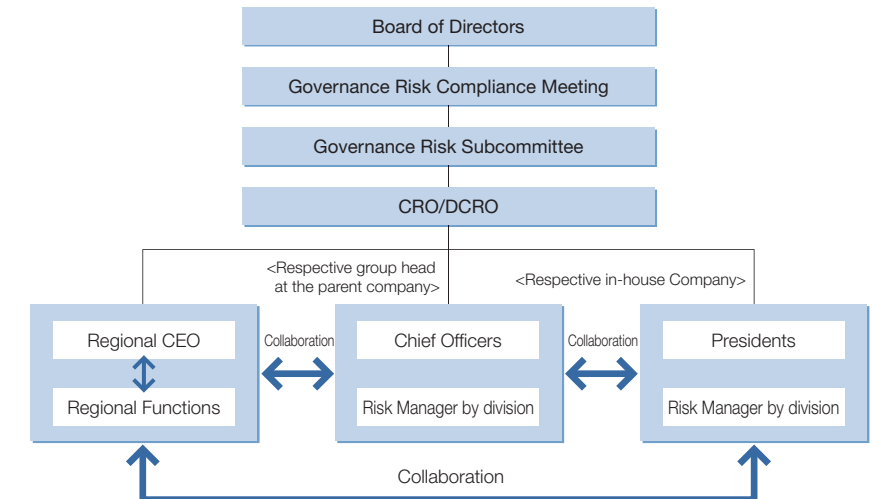 Board of Directors
Governance Risk Compliance Meeting
Governance Risk Subcommittee
CRO/DCRO
<Respective group head
at the parent company>
<Respective in-house Company>
Regional CEO
Collaboration
Chief Officers
Collaboration
Presidents
Regional Functions
Risk Manager by division
Risk Manager by division
Collaboration